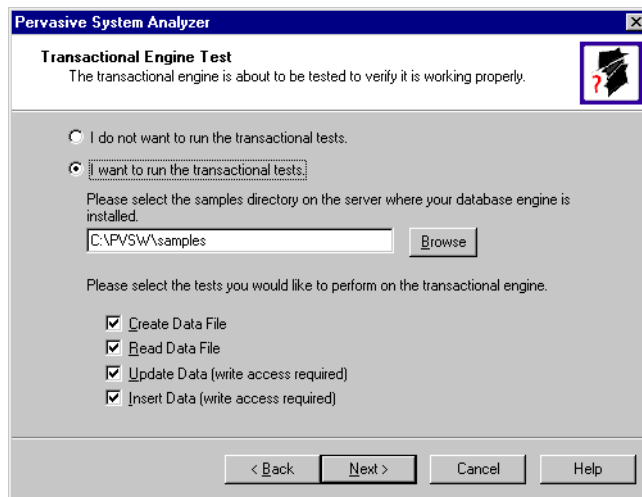 Pervasive System Analyzer
Transactional Engine Test
The transactional engine is about to be tested to verify it is working properly.
?
I do not want to run the transactional tests.
I want to run the transactional tests.
Please select the samples directory on the server where your database engine is
installed.
C:\PVSW\samples
Browse
Please select the tests you would like to perform on the transactional engine.
Create Data File
Read Data File
Update Data (write access required)
Insert Data (write access required)
< Back
Next >
Cancel
Help